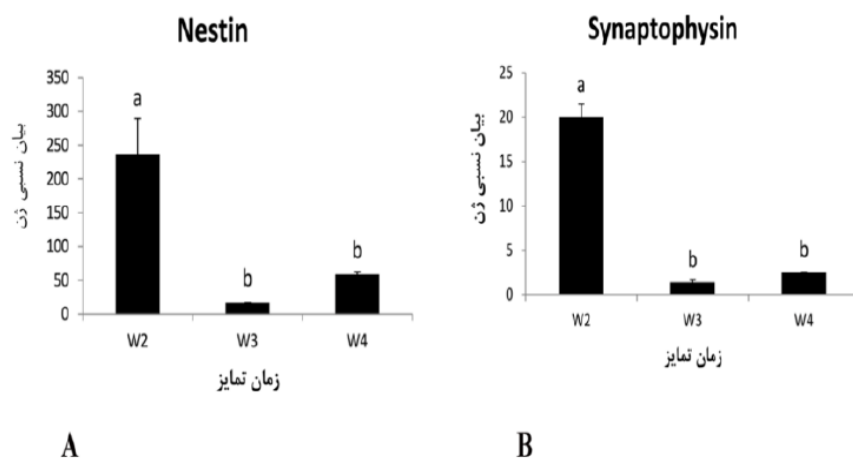 Nestin
350
300
250
200
150
100
50
0
بیان نسبی ژن
a
b
b
W2
W3
W4
زمان تمایز
A
Synaptophysin
25
20
15
10
5
0
بیان نسبی ژن
a
b
b
W2
W3
W4
زمان تمایز
B